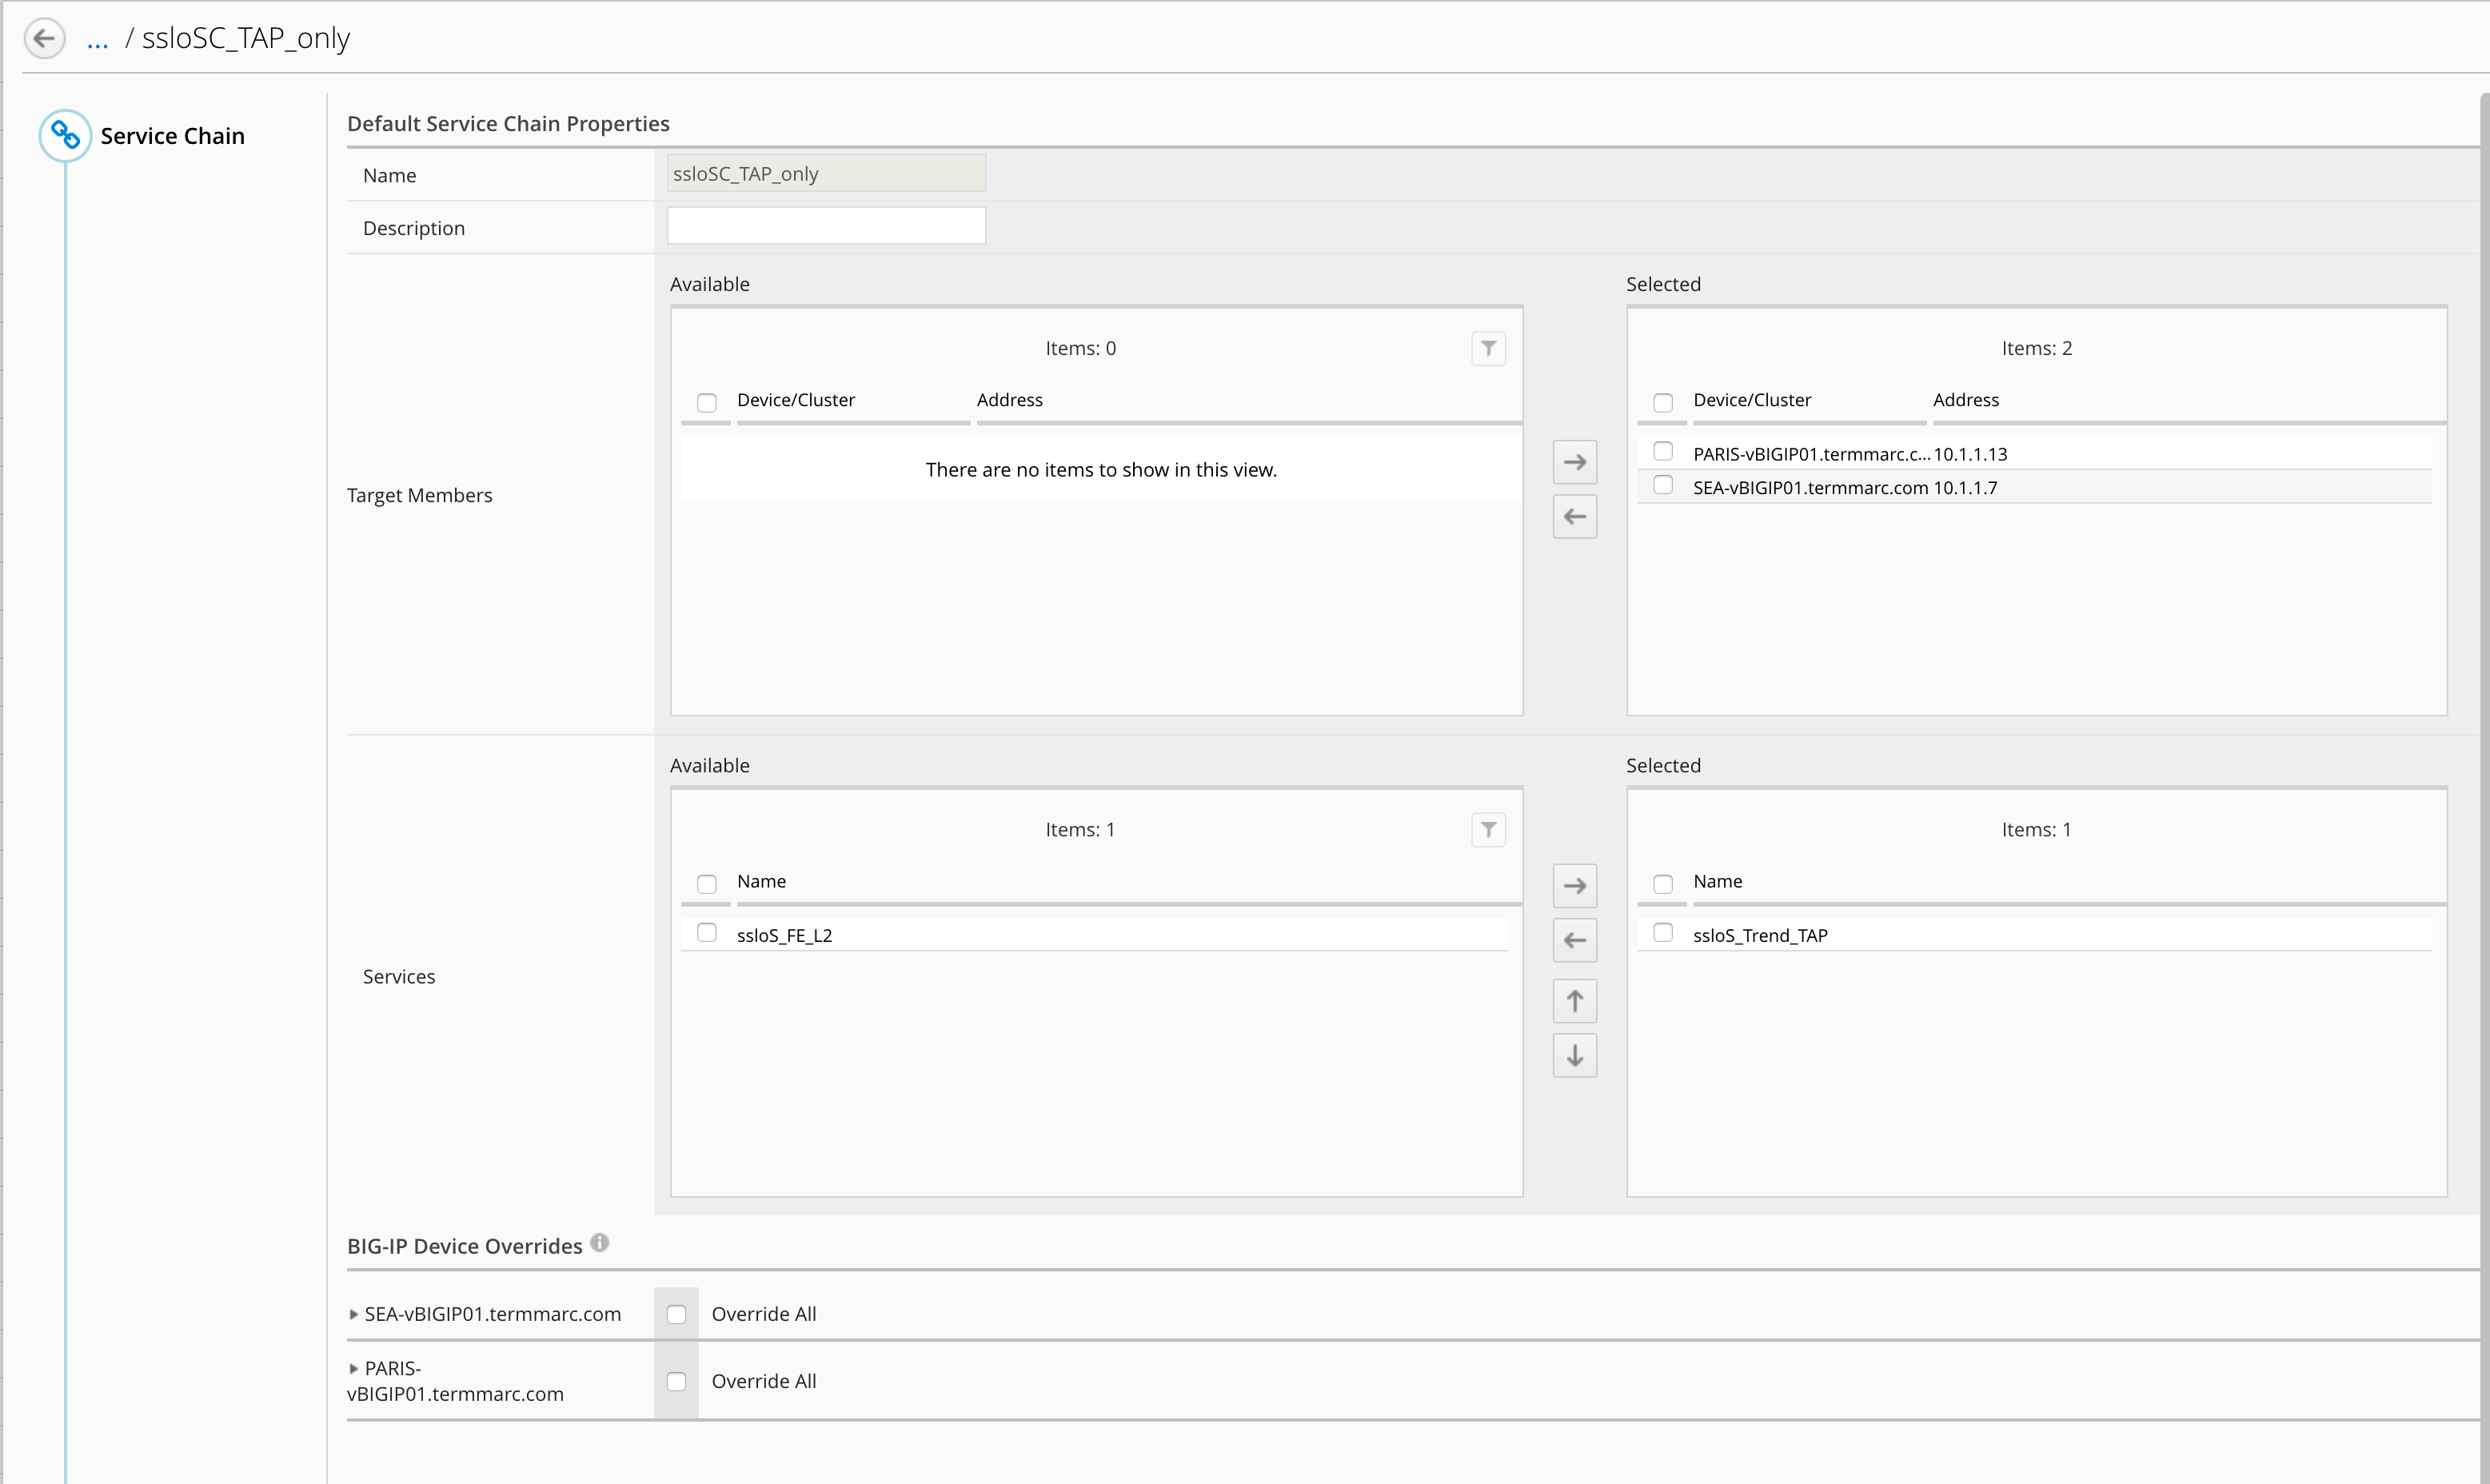 ... / ssloSC_TAP_only
Service Chain
Default Service Chain Properties
Name
ssloSC_TAP_only
Description
Target Members
Available
Items: 0
Device/Cluster Address
There are no items to show in this view.
Selected
Items: 2
Device/Cluster Address
PARIS-vBIGIP01.termmarc.c... 10.1.1.13
SEA-vBIGIP01.termmarc.com 10.1.1.7
Services
Available
Items: 1
Name
ssloS_FE_L2
Selected
Items: 1
Name
ssloS_Trend_TAP
BIG-IP Device Overrides
SEA-vBIGIP01.termmarc.com Override All
PARIS-
vBIGIP01.termmarc.com Override All